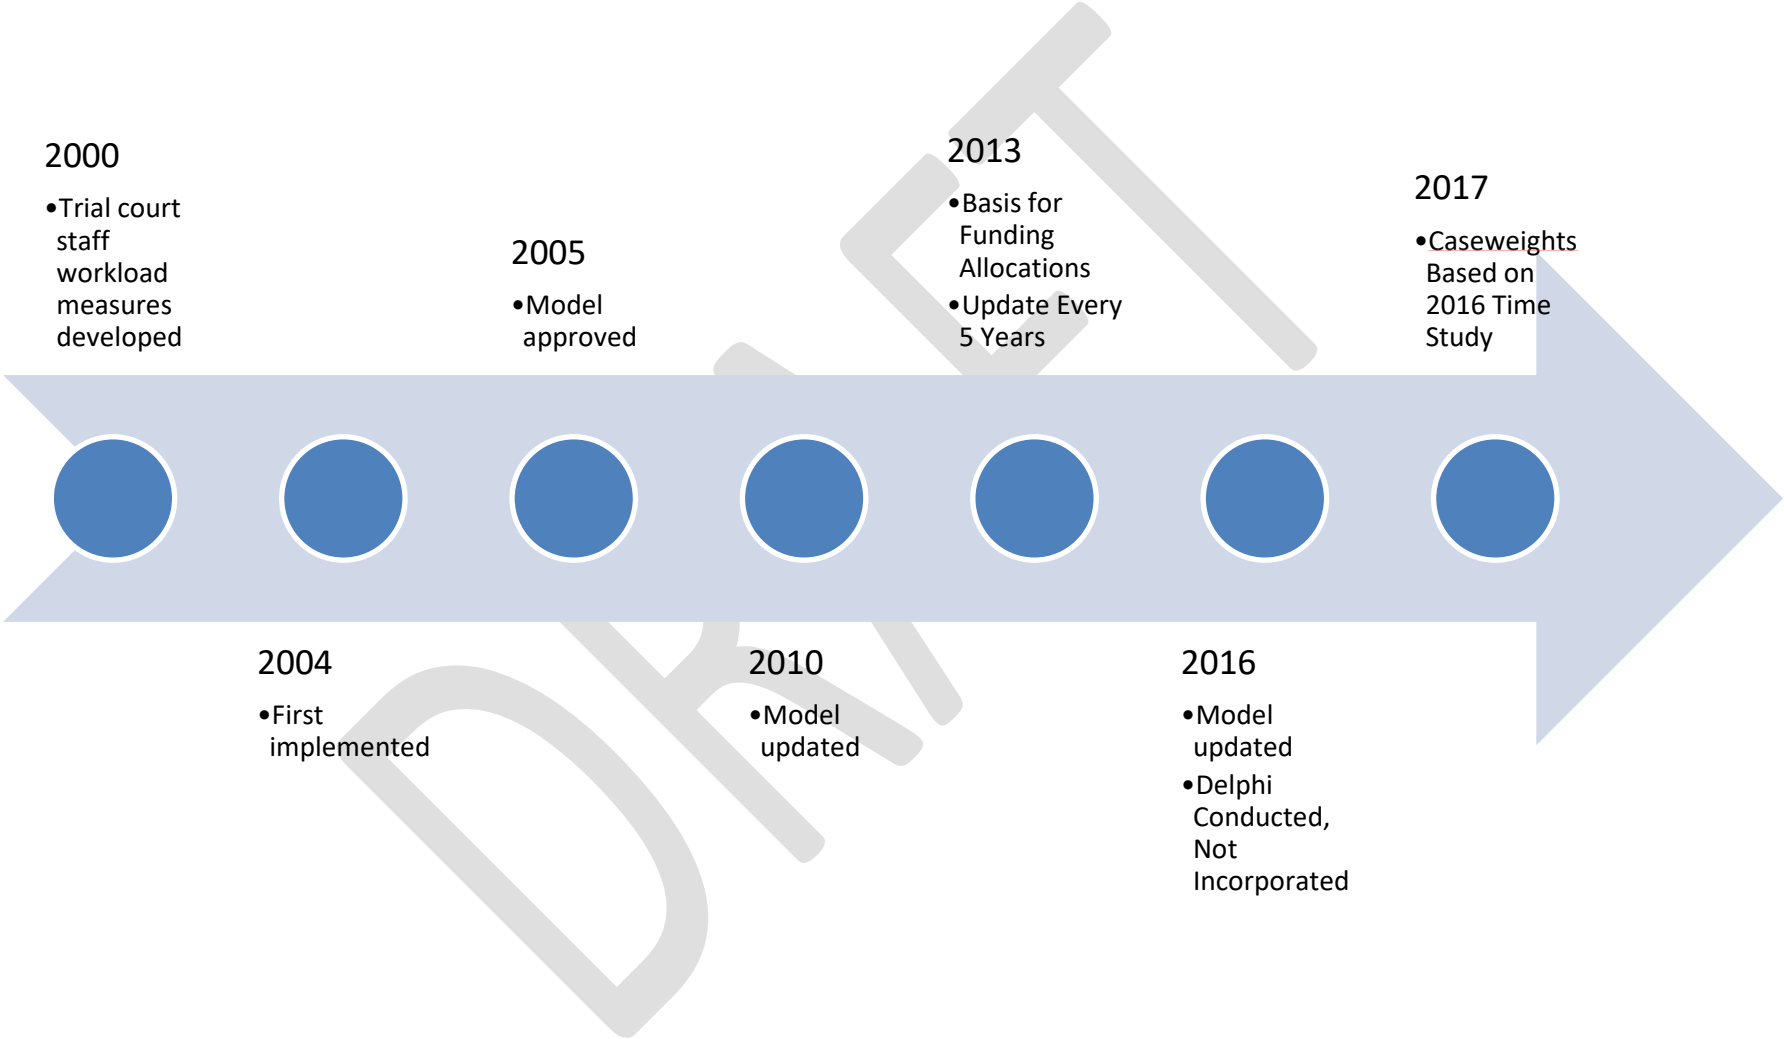 2000
•Trial court
staff
workload
measures
developed
2004
•First
implemented
2005
•Model
approved
2010
•Model
updated
2013
•Basis for
Funding
Allocations
•Update Every
5 Years
2016
•Model
updated
•Delphi
Conducted,
Not
Incorporated
2017
•Caseweights
Based on
2016 Time
Study
DRAFT